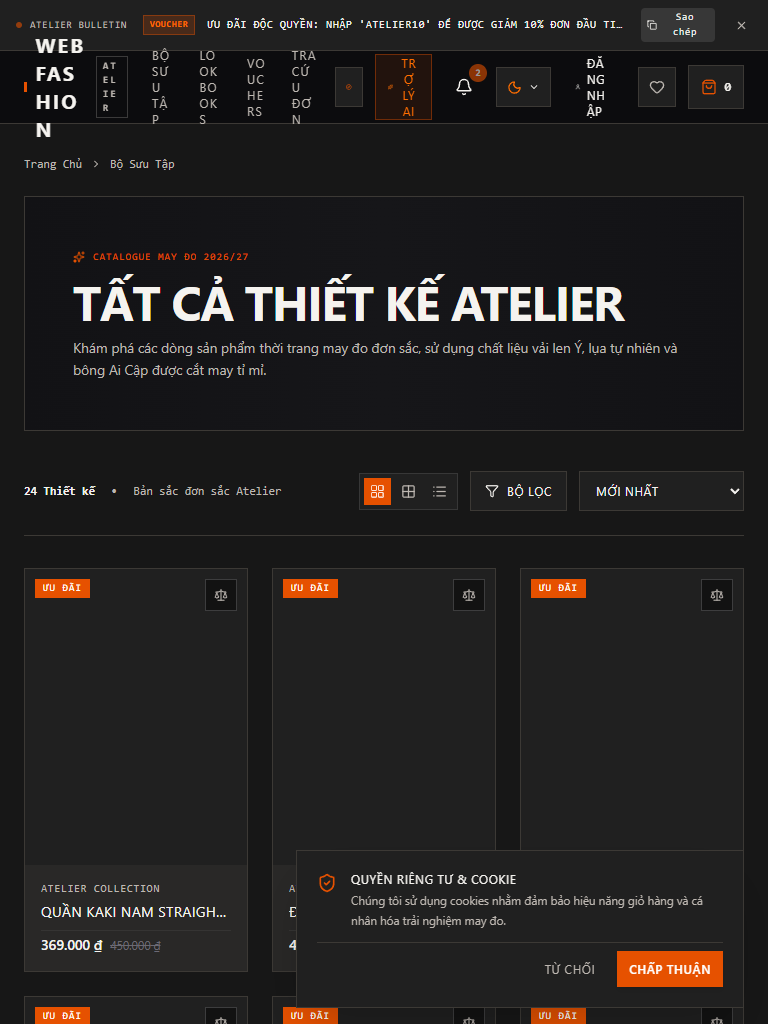 ATELIER BULLETIN
VOUCHER
ƯU ĐÃI ĐỘC QUYỀN: NHẬP 'ATELIER10' ĐỂ ĐƯỢC GIẢM 10% ĐƠN ĐẦU TI…
Sao
chép
WEB
FAS
HIO
N
AT
EL
IE
R
BỘ
SƯ
U
TẬ
P
LO
OK
BO
OK
S
VO
UC
HE
RS
TRA
CỨ
U
ĐƠ
N
TR
Ợ
LÝ
AI
2
ĐĂ
NG
NH
ẬP
0
Trang Chủ > Bộ Sưu Tập
CATALOGUE MAY ĐO 2026/27
TẤT CẢ THIẾT KẾ ATELIER
Khám phá các dòng sản phẩm thời trang may đo đơn sắc, sử dụng chất liệu vải len Ý, lụa tự nhiên và
bông Ai Cập được cắt may tỉ mỉ.
24 Thiết kế • Bản sắc đơn sắc Atelier
BỘ LỌC
MỚI NHẤT
ƯU ĐÃI
ƯU ĐÃI
ƯU ĐÃI
ATELIER COLLECTION
QUẦN KAKI NAM STRAIGH...
369.000 ₫ 450.000 ₫
A
4
QUYỀN RIÊNG TƯ & COOKIE
Chúng tôi sử dụng cookies nhằm đảm bảo hiệu năng giỏ hàng và cá
nhân hóa trải nghiệm may đo.
TỪ CHỐI
CHẤP THUẬN
ƯU ĐÃI
ƯU ĐÃI
ƯU ĐÃI